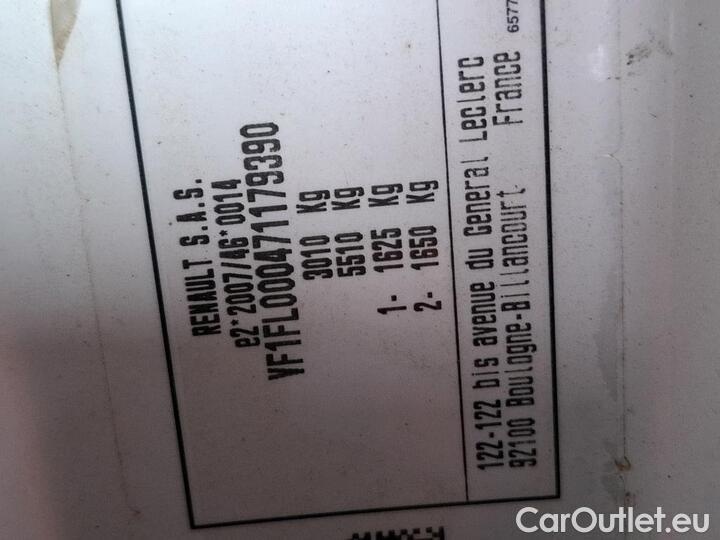 RENAULT S.A.S.
e2*2007/46*0014
VF1FL000471179390
3010 Kg
5510 Kg
1- 1625 Kg
2- 1650 Kg
122-122 bis avenue du General Leclerc
92100 Boulogne-Billancourt France
6577
CarOutlet.eu